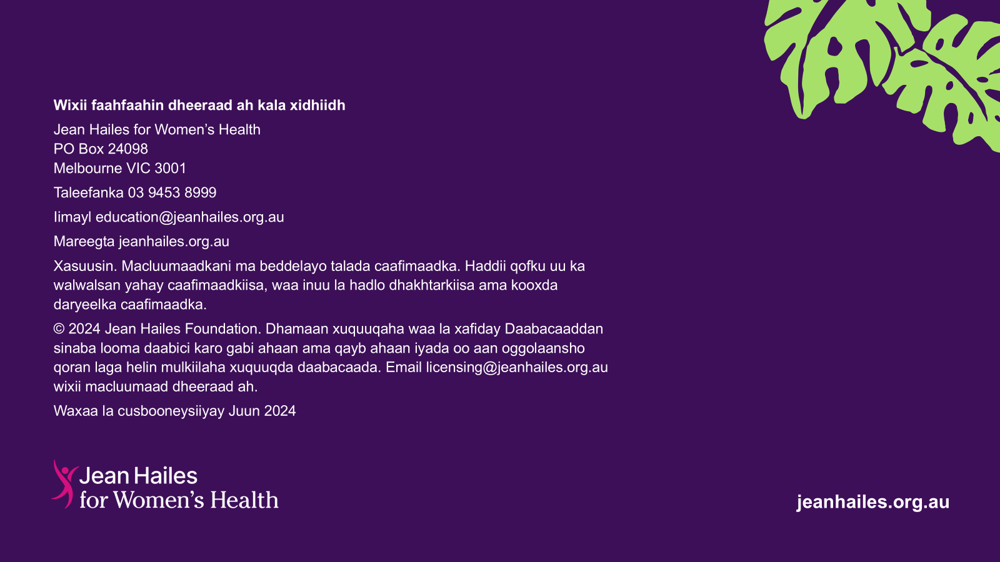 Wixii faahfaahin dheeraad ah kala xidhiidh
Jean Hailes for Women’s Health
PO Box 24098
Melbourne VIC 3001
Taleefanka 03 9453 8999
Iimayl education@jeanhailes.org.au
Mareegta jeanhailes.org.au
Xasuusin. Macluumaadkani ma beddelayo talada caafimaadka. Haddii qofku uu ka
walwalsan yahay caafimaadkiisa, waa inuu la hadlo dhakhtarkiisa ama kooxda
daryeelka caafimaadka.
© 2024 Jean Hailes Foundation. Dhamaan xuquuqaha waa la xafiday Daabacaaddan
sinaba looma daabici karo gabi ahaan ama qayb ahaan iyada oo aan oggolaansho
qoran laga helin mulkiilaha xuquuqda daabacaada. Email licensing@jeanhailes.org.au
wixii macluumaad dheeraad ah.
Waxaa la cusbooneysiiyay Juun 2024
Jean Hailes
for Women’s Health
jeanhailes.org.au